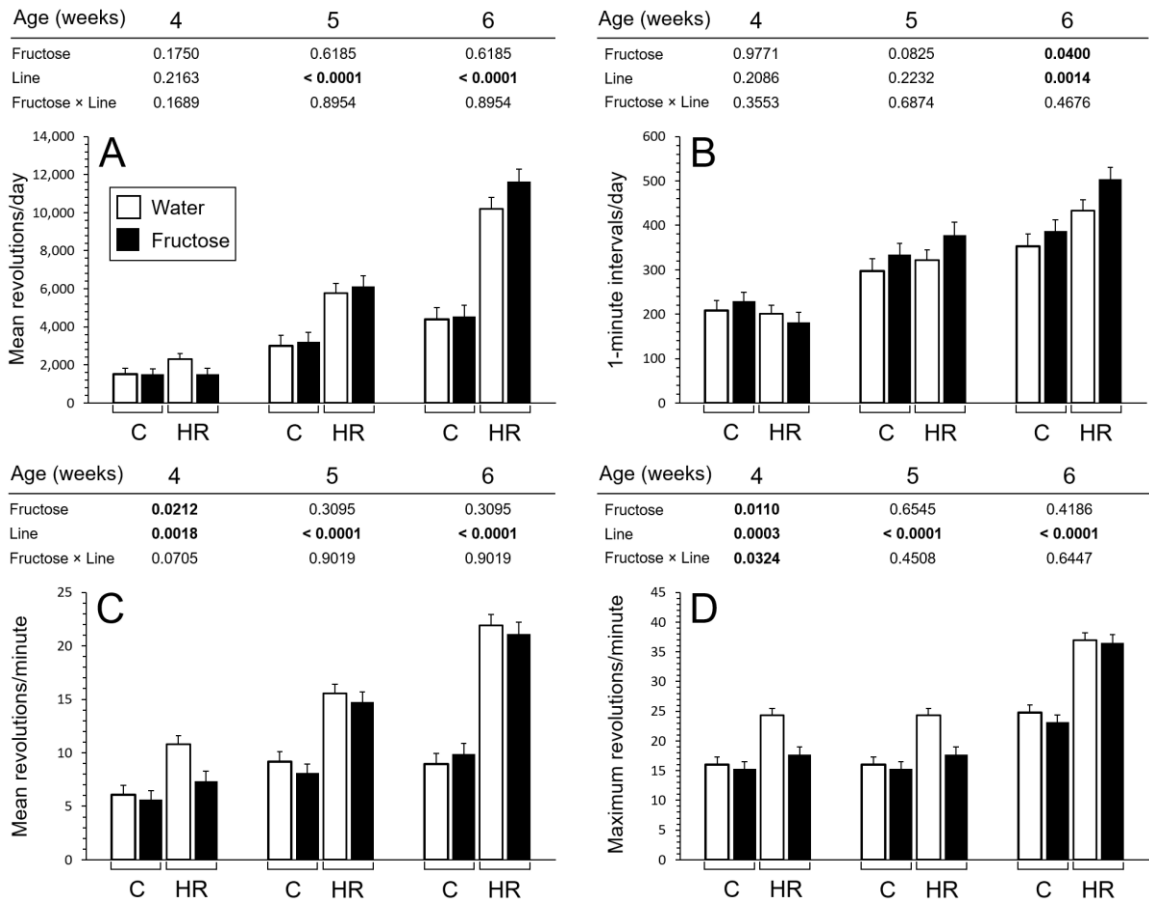 Age (weeks) 4 5 6
Fructose 0.1750 0.6185 0.6185
Line 0.2163 < 0.0001 < 0.0001
Fructose × Line 0.1689 0.8954 0.8954
A
Mean revolutions/day
14,000
12,000
10,000
8,000
6,000
4,000
2,000
0
Water
Fructose
C HR C HR C HR
Age (weeks) 4 5 6
Fructose 0.9771 0.0825 0.0400
Line 0.2086 0.2232 0.0014
Fructose × Line 0.3553 0.6874 0.4676
B
1-minute intervals/day
600
500
400
300
200
100
0
C HR C HR C HR
Age (weeks) 4 5 6
Fructose 0.0212 0.3095 0.3095
Line 0.0018 < 0.0001 < 0.0001
Fructose × Line 0.0705 0.9019 0.9019
C
Mean revolutions/minute
25
20
15
10
5
0
C HR C HR C HR
Age (weeks) 4 5 6
Fructose 0.0110 0.6545 0.4186
Line 0.0003 < 0.0001 < 0.0001
Fructose × Line 0.0324 0.4508 0.6447
D
Maximum revolutions/minute
45
40
35
30
25
20
15
10
5
0
C HR C HR C HR